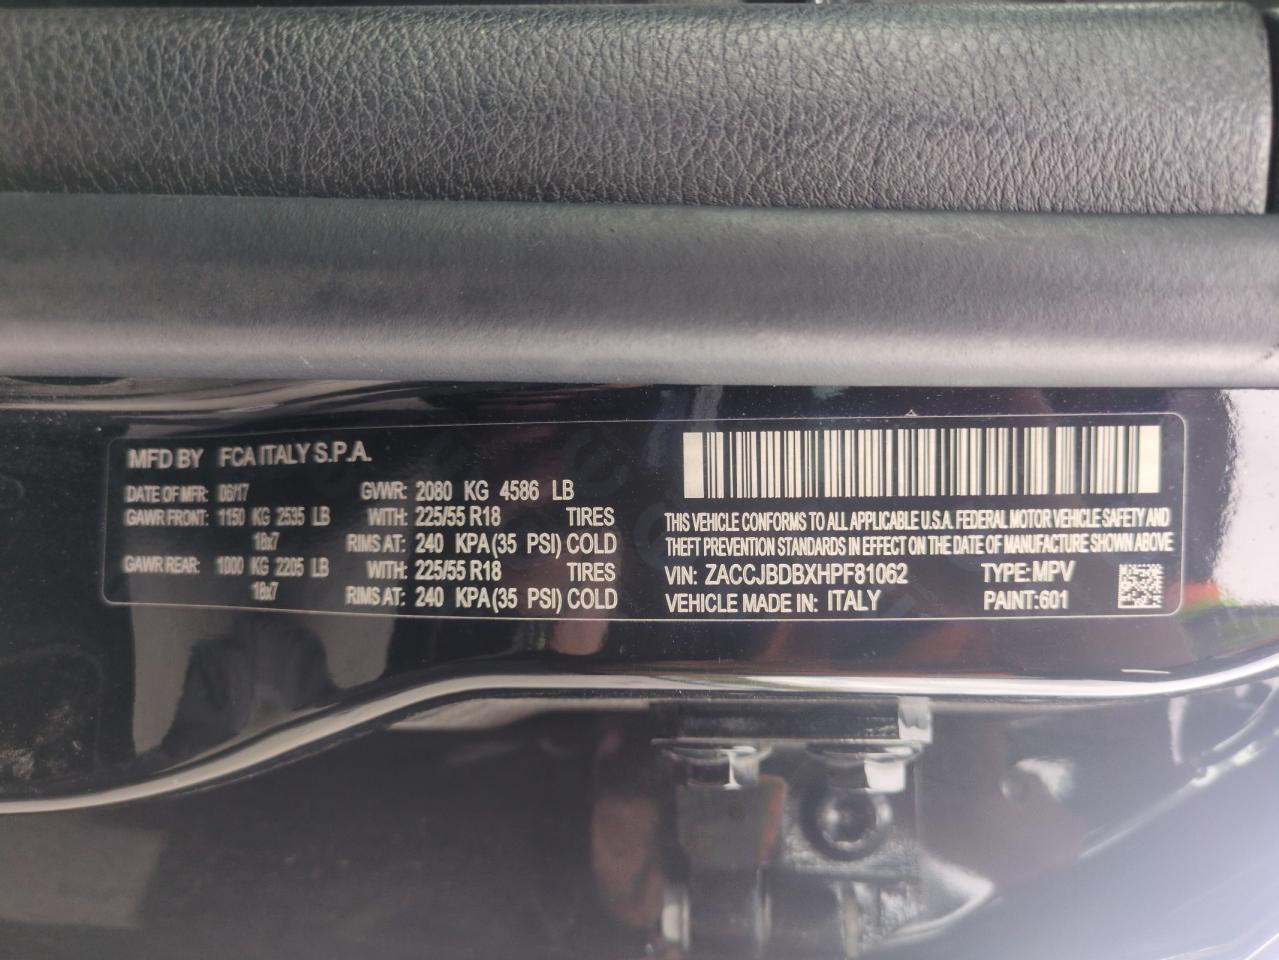 MFD BY FCA ITALY S.P.A.
DATE OF MFR: 06/17 GVWR: 2080 KG 4586 LB
GAWR FRONT: 1150 KG 2535 LB WITH: 225/55 R18 TIRES
18x7 RIMS AT: 240 KPA(35 PSI) COLD
GAWR REAR: 1000 KG 2205 LB WITH: 225/55 R18 TIRES
18x7 RIMS AT: 240 KPA(35 PSI) COLD
THIS VEHICLE CONFORMS TO ALL APPLICABLE U.S.A. FEDERAL MOTOR VEHICLE SAFETY AND
THEFT PREVENTION STANDARDS IN EFFECT ON THE DATE OF MANUFACTURE SHOWN ABOVE
VIN: ZACCJBDBXHPF81062 TYPE: MPV
VEHICLE MADE IN: ITALY PAINT:601